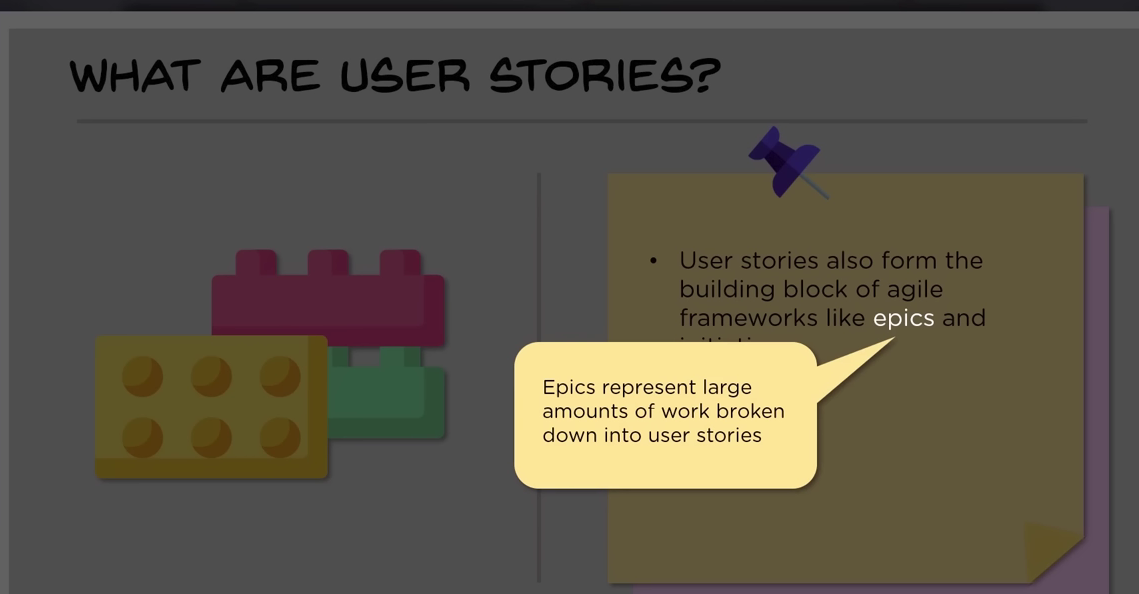 WHAT ARE USER STORIES?
• User stories also form the
building block of agile
frameworks like epics and
Epics represent large
amounts of work broken
down into user stories